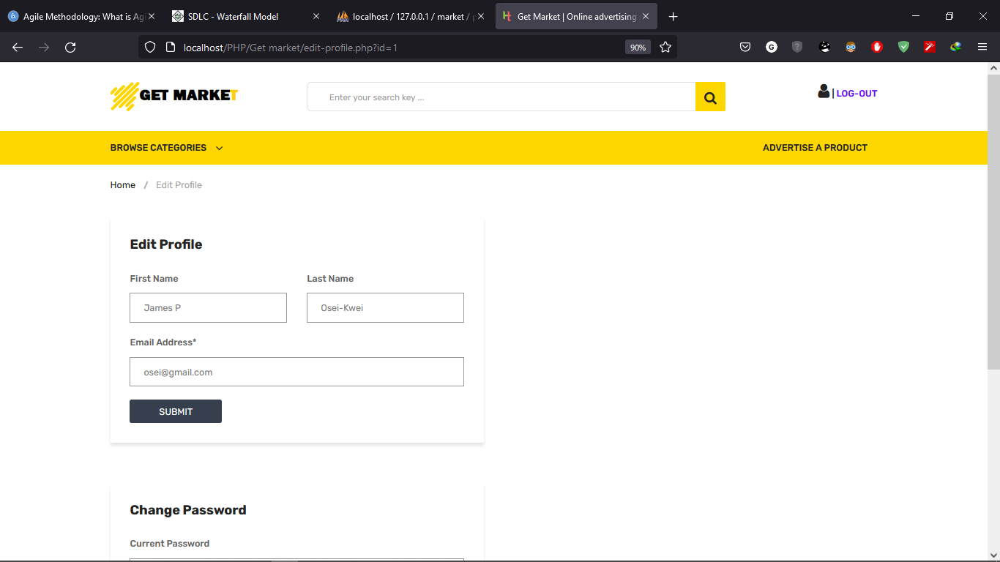 Agile Methodology: What is Ag
SDLC - Waterfall Model
localhost / 127.0.0.1 / market / p
Get Market | Online advertising
localhost/PHP/Get market/edit-profile.php?id=1
90%
GET MARKET
Enter your search key ...
| LOG-OUT
BROWSE CATEGORIES
ADVERTISE A PRODUCT
Home / Edit Profile
Edit Profile
First Name
Last Name
James P
Osei-Kwei
Email Address*
osei@gmail.com
SUBMIT
Change Password
Current Password